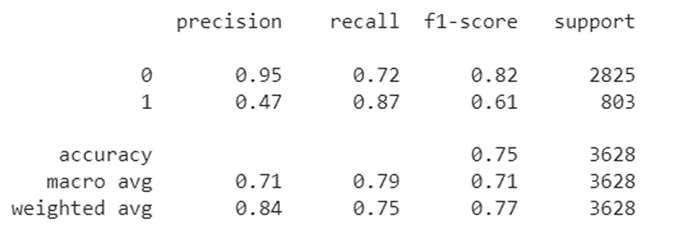 precision recall f1-score support
0 0.95 0.72 0.82 2825
1 0.47 0.87 0.61 803
accuracy 0.75 3628
macro avg 0.71 0.79 0.71 3628
weighted avg 0.84 0.75 0.77 3628